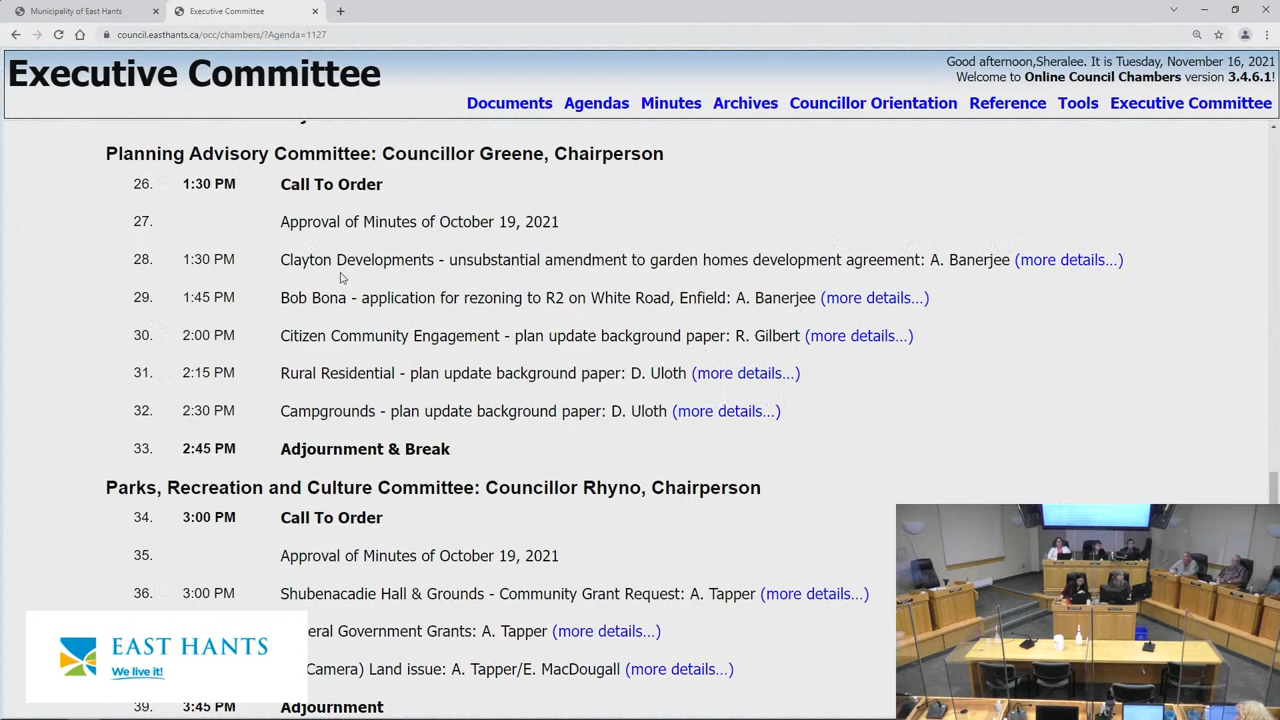 Municipality of East Hants
Executive Committee
council.easthants.ca/occ/chambers/?Agenda=1127
Executive Committee
Good afternoon,Sheralee. It is Tuesday, November 16, 2021
Welcome to Online Council Chambers version 3.4.6.1!
Documents Agendas Minutes Archives Councillor Orientation Reference Tools Executive Committee
Planning Advisory Committee: Councillor Greene, Chairperson
26. 1:30 PM Call To Order
27. Approval of Minutes of October 19, 2021
28. 1:30 PM Clayton Developments - unsubstantial amendment to garden homes development agreement: A. Banerjee (more details...)
29. 1:45 PM Bob Bona - application for rezoning to R2 on White Road, Enfield: A. Banerjee (more details...)
30. 2:00 PM Citizen Community Engagement - plan update background paper: R. Gilbert (more details...)
31. 2:15 PM Rural Residential - plan update background paper: D. Uloth (more details...)
32. 2:30 PM Campgrounds - plan update background paper: D. Uloth (more details...)
33. 2:45 PM Adjournment & Break
Parks, Recreation and Culture Committee: Councillor Rhyno, Chairperson
34. 3:00 PM Call To Order
35. Approval of Minutes of October 19, 2021
36. 3:00 PM Shubenacadie Hall & Grounds - Community Grant Request: A. Tapper (more details...)
Government Grants: A. Tapper (more details...)
Camera) Land issue: A. Tapper/E. MacDougall (more details...)
39. 3:45 PM Adjournment
EAST HANTS
We live it!